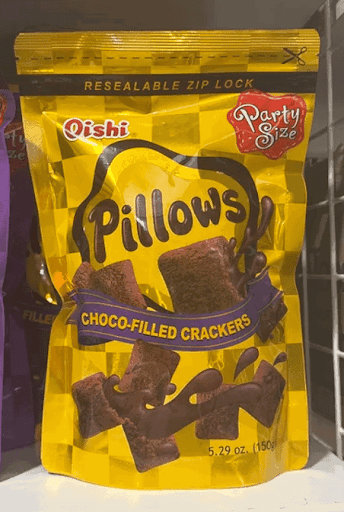 RESEALABLE ZIP LOCK
Oishi
Party
Size
Pillows
CHOCO-FILLED CRACKERS
5.29 oz. (150g